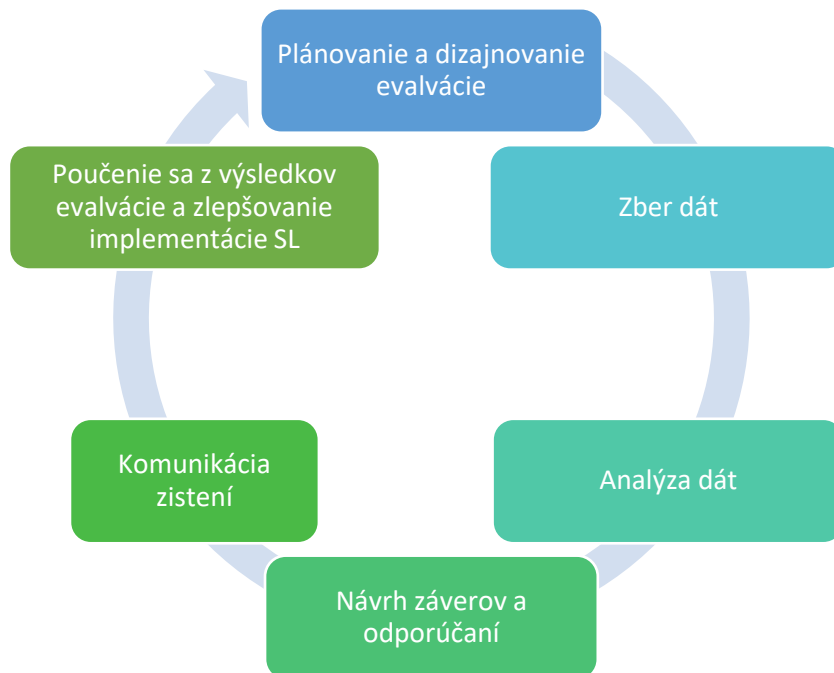 Plánovanie a dizajnovanie
evalvácie
Zber dát
Analýza dát
Návrh záverov a
odporúčaní
Komunikácia
zistení
Poučenie sa z výsledkov
evalvácie a zlepšovanie
implementácie SL